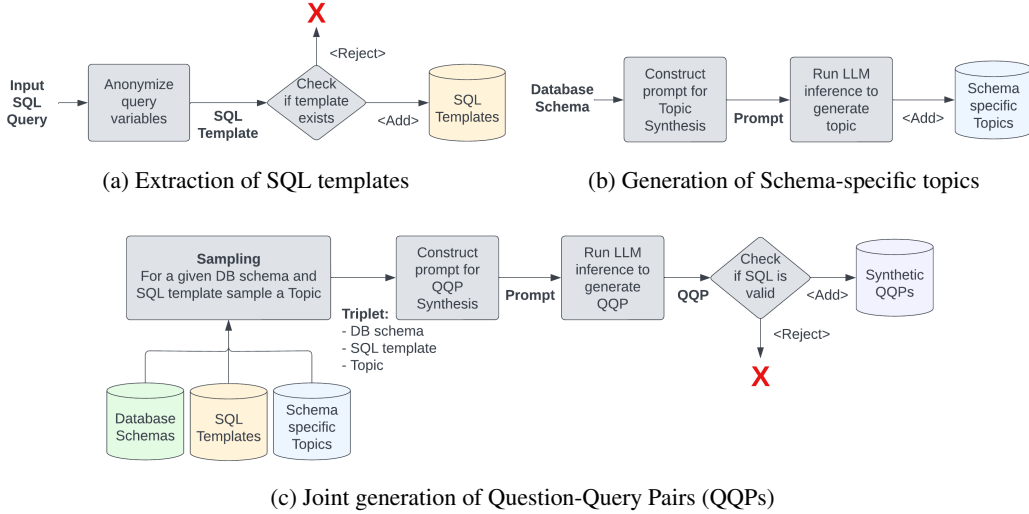 Input
SQL
Query
Anonymize
query
variables
SQL
Template
X
<Reject>
Check
if template
exists
<Add>
SQL
Templates
(a) Extraction of SQL templates
Database
Schema
Construct
prompt for
Topic
Synthesis
Prompt
Run LLM
inference to
generate
topic
<Add>
Schema
specific
Topics
(b) Generation of Schema-specific topics
Sampling
For a given DB schema and
SQL template sample a Topic
Triplet:
- DB schema
- SQL template
- Topic
Database
Schemas
SQL
Templates
Schema
specific
Topics
Construct
prompt for
QQP
Synthesis
Prompt
Run LLM
inference to
generate
QQP
QQP
Check
if SQL is
valid
<Add>
<Reject>
X
Synthetic
QQPs
(c) Joint generation of Question-Query Pairs (QQPs)